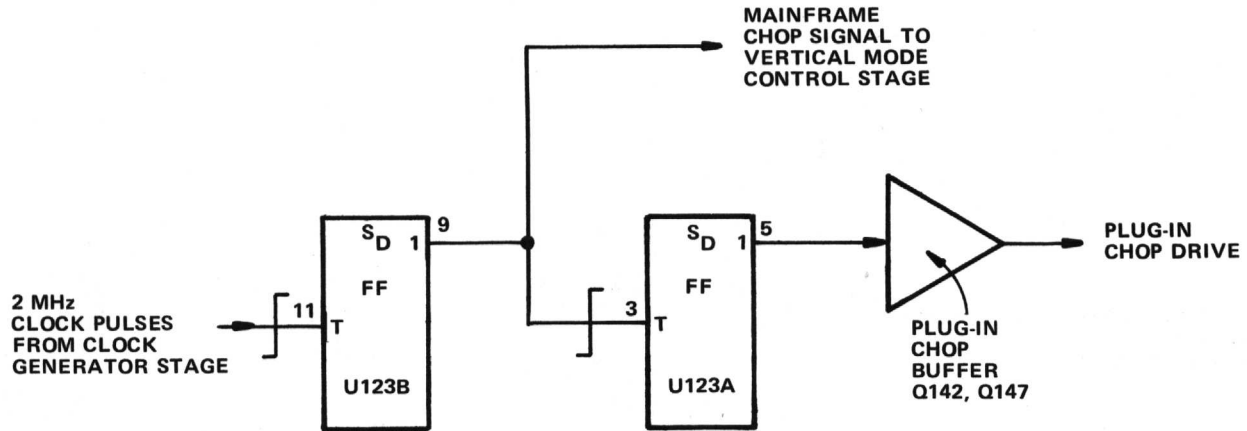 MAINFRAME
CHOP SIGNAL TO
VERTICAL MODE
CONTROL STAGE
2 MHz
CLOCK PULSES
FROM CLOCK
GENERATOR STAGE
11
T
SD 1
FF
U123B
9
3
T
SD 1
FF
U123A
5
PLUG-IN
CHOP
BUFFER
Q142, Q147
PLUG-IN
CHOP DRIVE